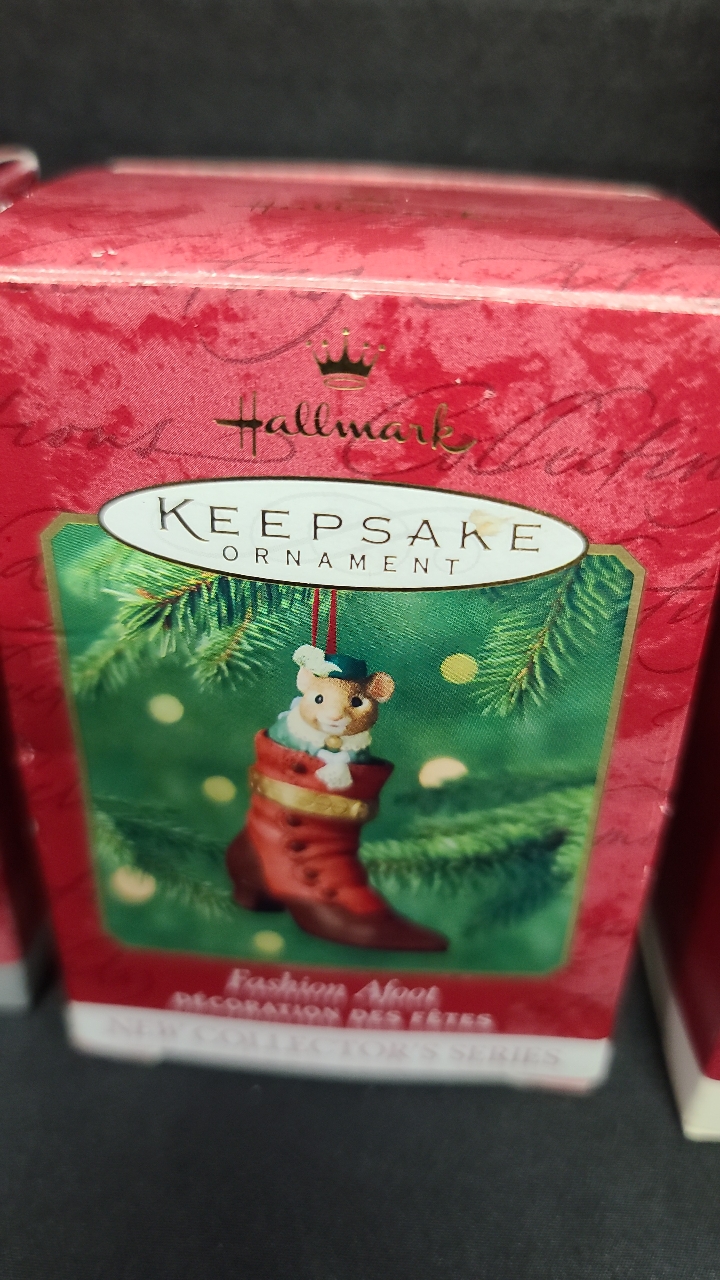 Hallmark
KEEPSAKE
ORNAMENT
Fashion Afoot
DÉCORATION DES FÊTES
NEW COLLECTOR'S SERIES